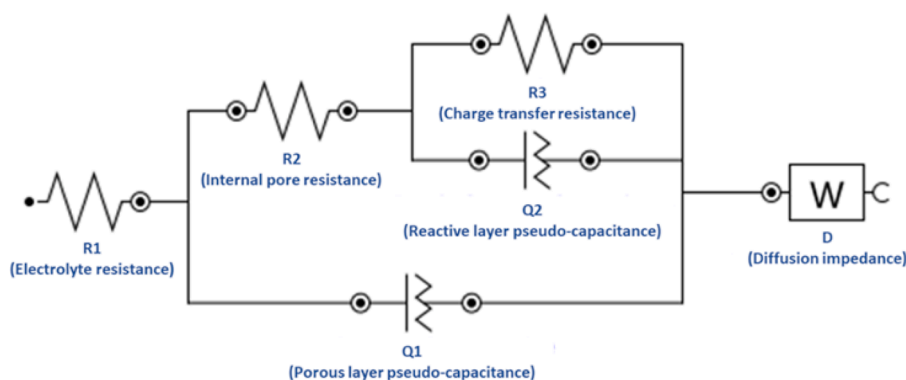 R3
(Charge transfer resistance)
R2
(Internal pore resistance)
Q2
(Reactive layer pseudo-capacitance)
W
R1
(Electrolyte resistance)
D
(Diffusion impedance)
Q1
(Porous layer pseudo-capacitance)